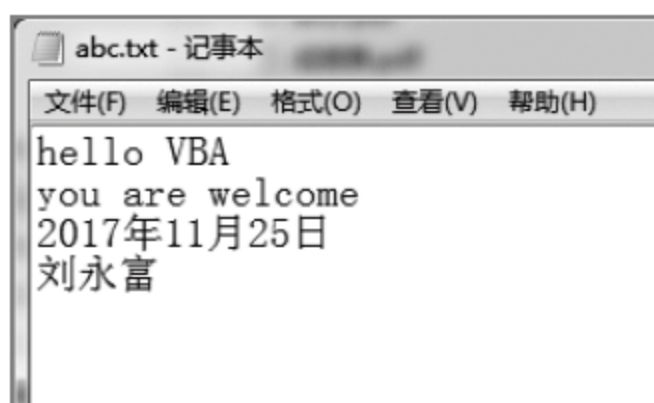 abc.txt - 记事本
文件(F) 编辑(E) 格式(O) 查看(V) 帮助(H)
hello VBA
you are welcome
2017年11月25日
刘永富